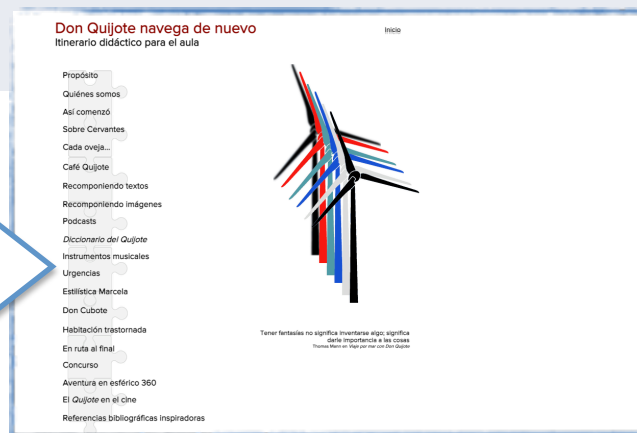 Don Quijote navega de nuevo
Itinerario didáctico para el aula
Inicio
Propósito
Quiénes somos
Así comenzó
Sobre Cervantes
Cada oveja...
Café Quijote
Recomponiendo textos
Recomponiendo imágenes
Podcasts
Diccionario del Quijote
Instrumentos musicales
Urgencias
Estilística Marcela
Don Cubote
Habitación trastornada
En ruta al final
Concurso
Aventura en esférico 360
El Quijote en el cine
Referencias bibliográficas inspiradoras
Tener fantasías no significa inventarse algo; significa
darle importancia a las cosas
Thomas Mann en Viaje por mar con Don Quijote